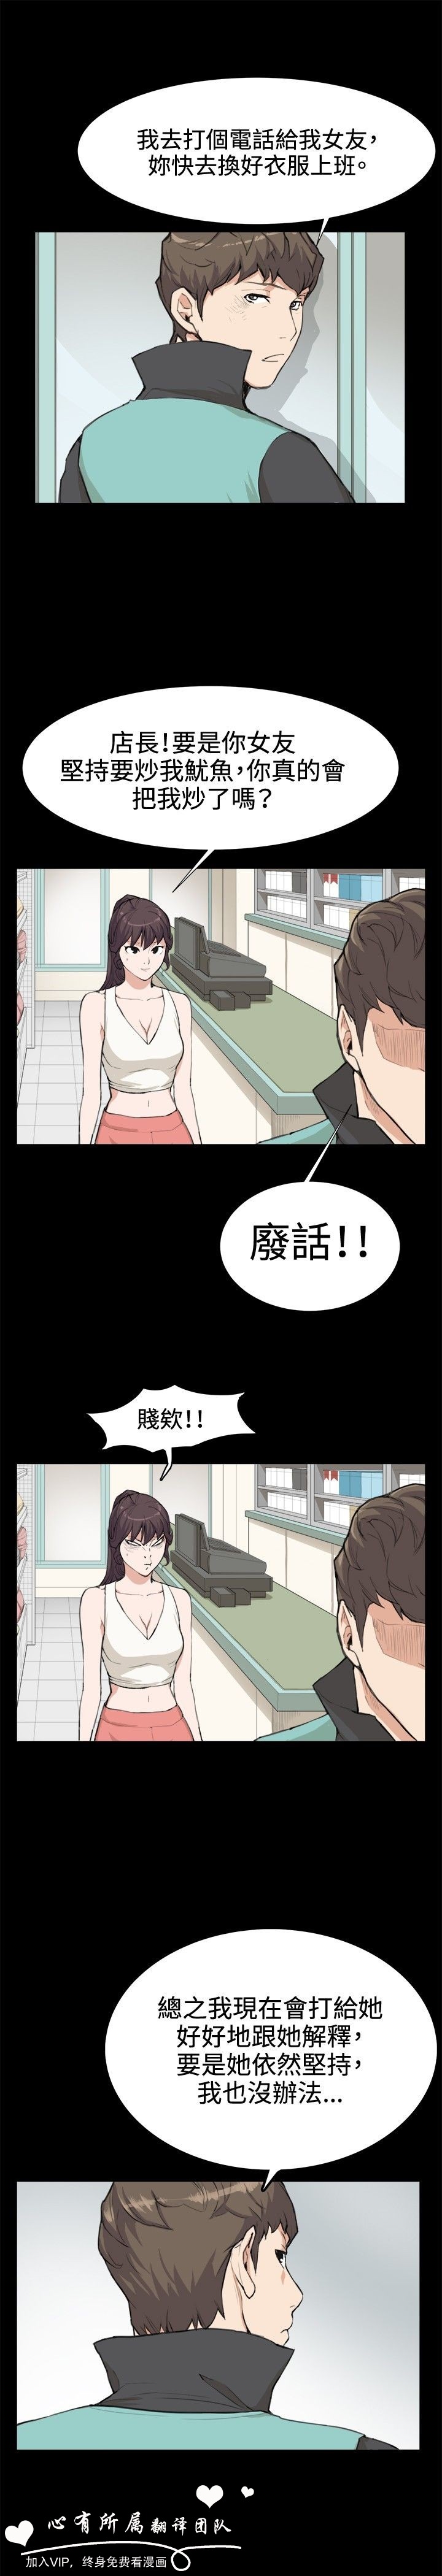 我去打個電話給我女友，
妳快去換好衣服上班。
店長！要是你女友
堅持要炒我魷魚，你真的會
把我炒了嗎？
廢話！！
賤欸！！
總之我現在會打給她
好好地跟她解釋，
要是她依然堅持，
我也沒辦法...
心有所属翻译团队
加入VIP，终身免费看漫画